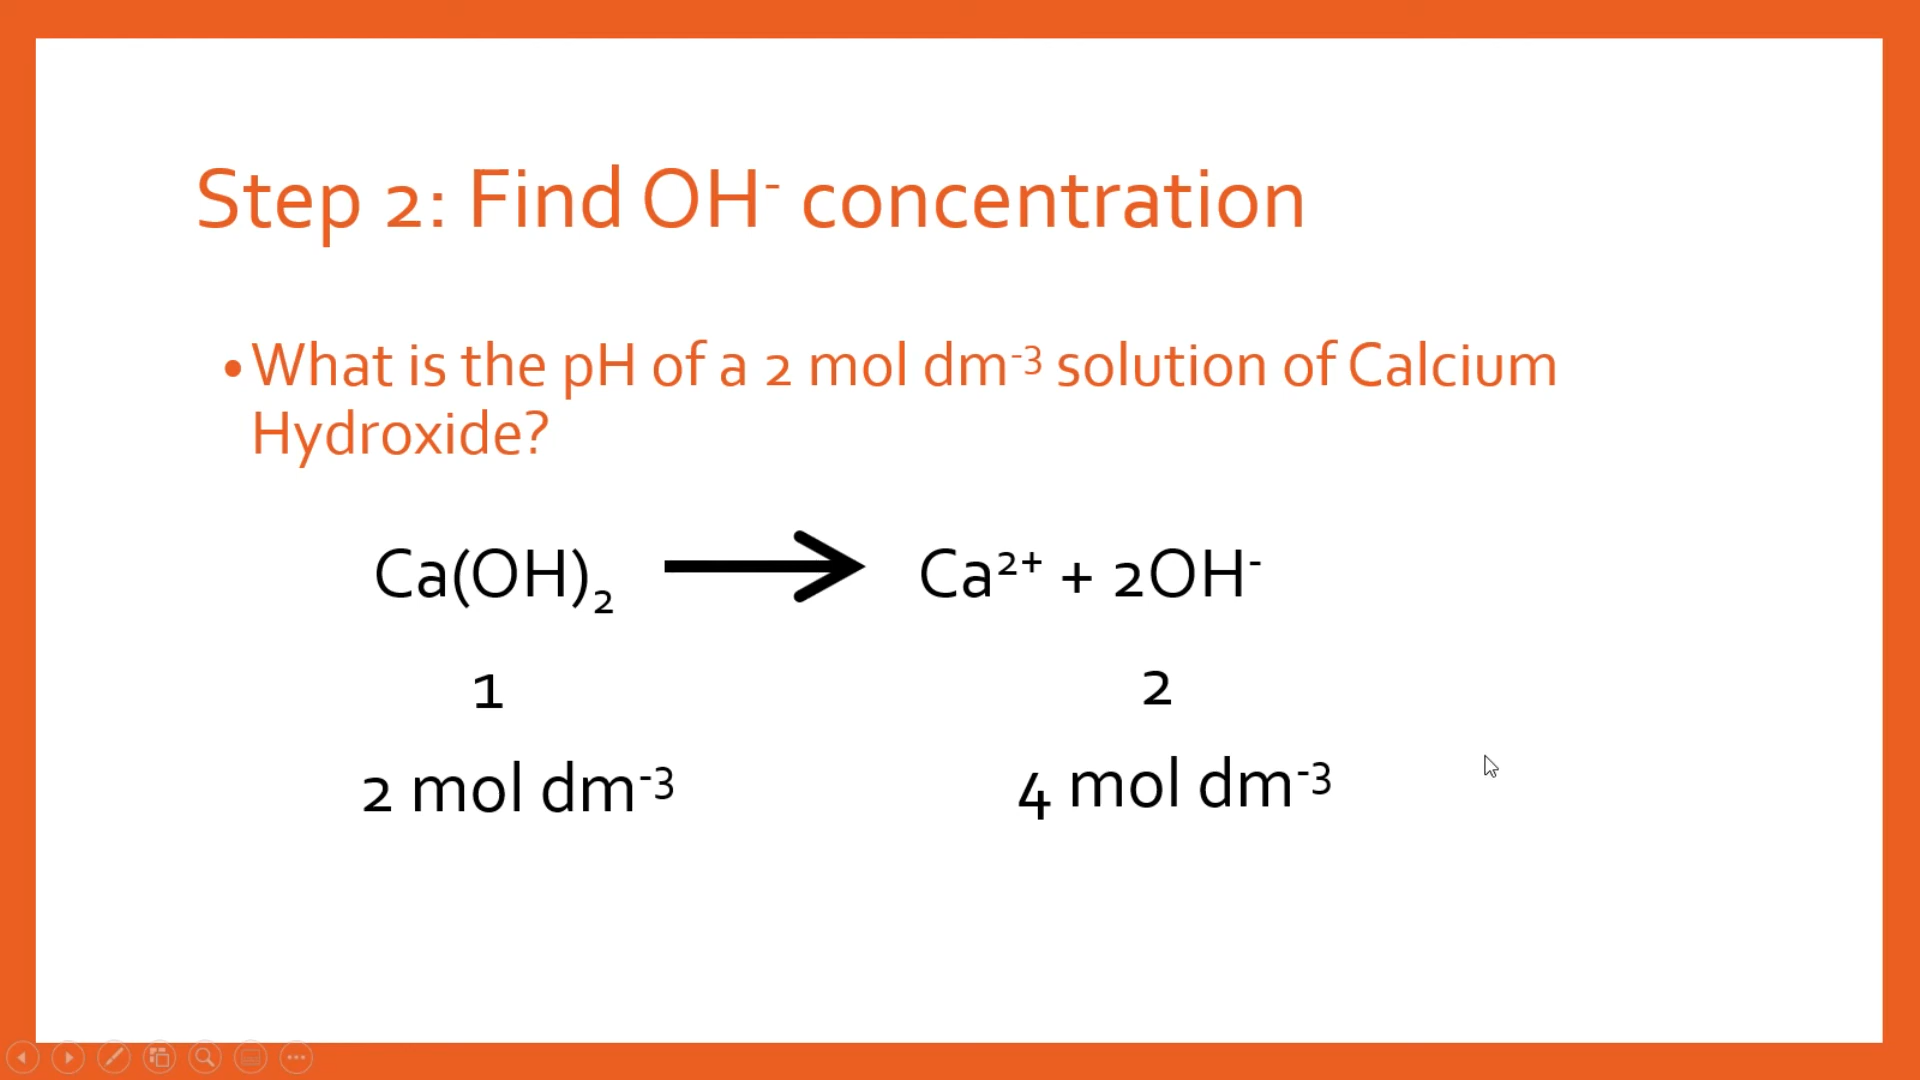 Step 2: Find OH⁻ concentration
•What is the pH of a 2 mol dm⁻³ solution of Calcium
Hydroxide?
Ca(OH)₂ → Ca²⁺ + 2OH⁻
1 2
2 mol dm⁻³ 4 mol dm⁻³